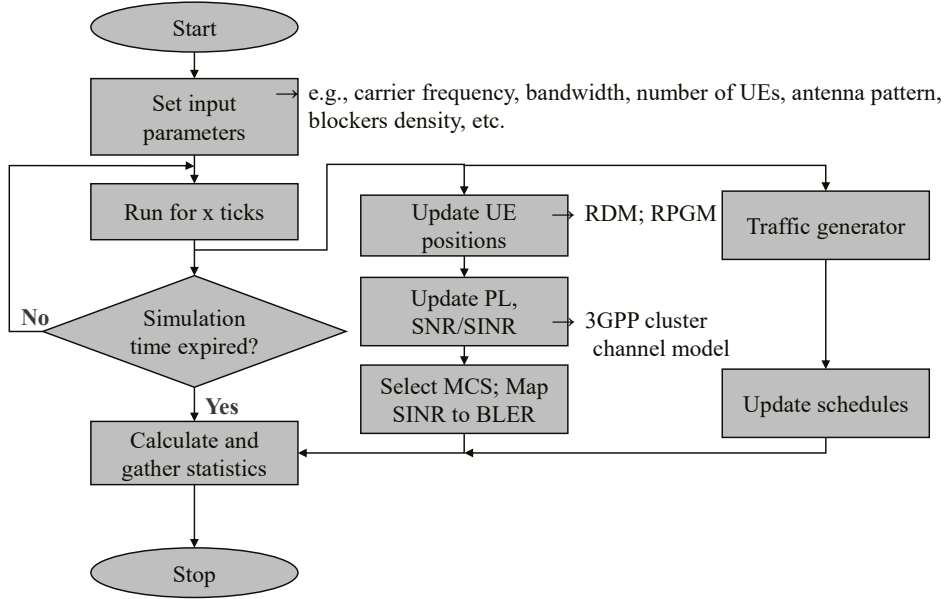 Start
Set input
parameters
→ e.g., carrier frequency, bandwidth, number of UEs, antenna pattern,
blockers density, etc.
Run for x ticks
Update UE
positions
→ RDM; RPGM
Traffic generator
Update PL,
SNR/SINR
→ 3GPP cluster
channel model
No
Simulation
time expired?
Select MCS; Map
SINR to BLER
Update schedules
Yes
Calculate and
gather statistics
Stop